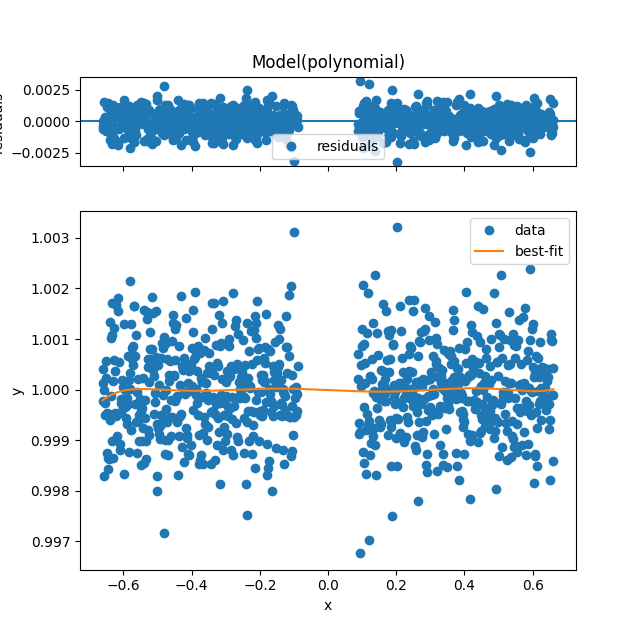 Model(polynomial)
0.0025
0.0000
−0.0025
residuals
residuals
1.003
1.002
1.001
1.000
0.999
0.998
0.997
y
data
best-fit
−0.6
−0.4
−0.2
0.0
0.2
0.4
0.6
x